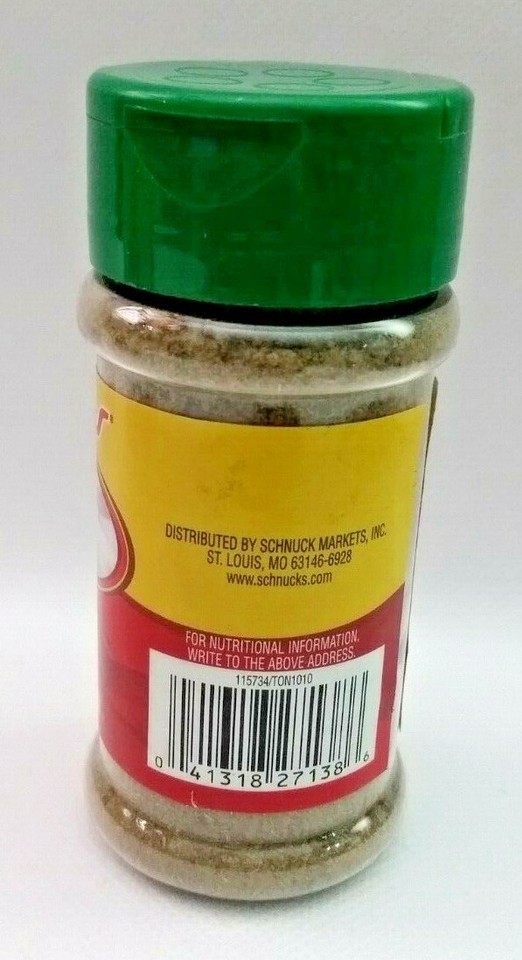 DISTRIBUTED BY SCHNUCK MARKETS, INC.
ST. LOUIS, MO 63146-6928
www.schnucks.com
FOR NUTRITIONAL INFORMATION,
WRITE TO THE ABOVE ADDRESS.
115734/TON1010
0 41318 27138 6